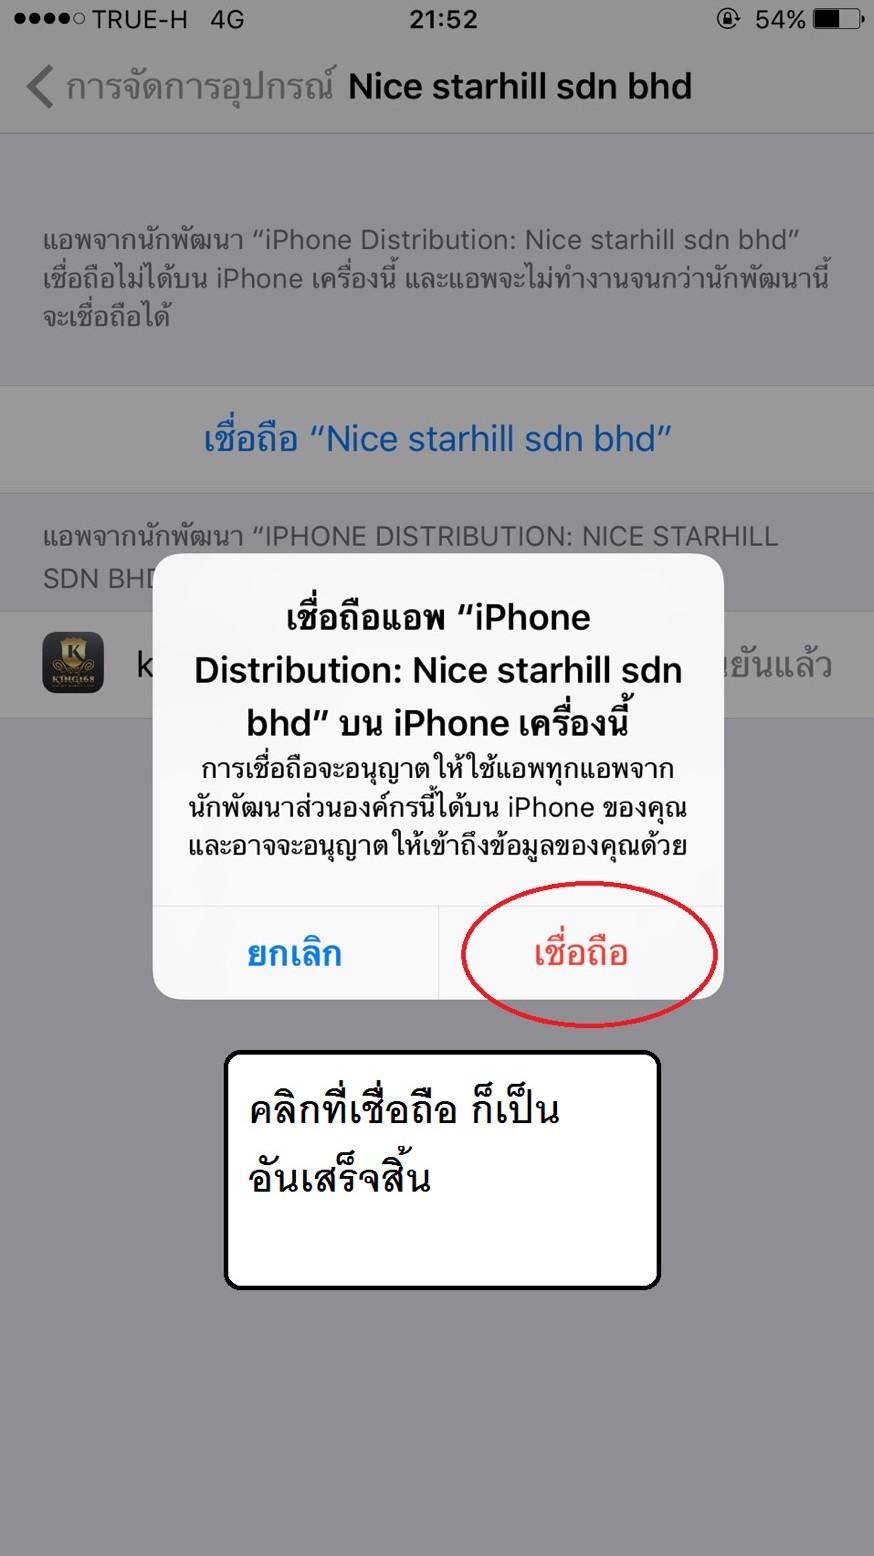 TRUE-H 4G 21:52 54%
การจัดการอุปกรณ์ Nice starhill sdn bhd
แอพจากนักพัฒนา “iPhone Distribution: Nice starhill sdn bhd”
เชื่อถือไม่ได้บน iPhone เครื่องนี้ และแอพจะไม่ทำงานจนกว่านักพัฒนานี้
จะเชื่อถือได้
เชื่อถือ “Nice starhill sdn bhd”
แอพจากนักพัฒนา “IPHONE DISTRIBUTION: NICE STARHILL
SDN BHD
เชื่อถือแอพ “iPhone
Distribution: Nice starhill sdn
bhd” บน iPhone เครื่องนี้
การเชื่อถือจะอนุญาตให้ใช้แอพทุกแอพจาก
นักพัฒนาส่วนองค์กรนี้ได้บน iPhone ของคุณ
และอาจจะอนุญาตให้เข้าถึงข้อมูลของคุณด้วย
K
KING168
k
ยันแล้ว
ยกเลิก เชื่อถือ
คลิกที่เชื่อถือ ก็เป็น
อันเสร็จสิ้น